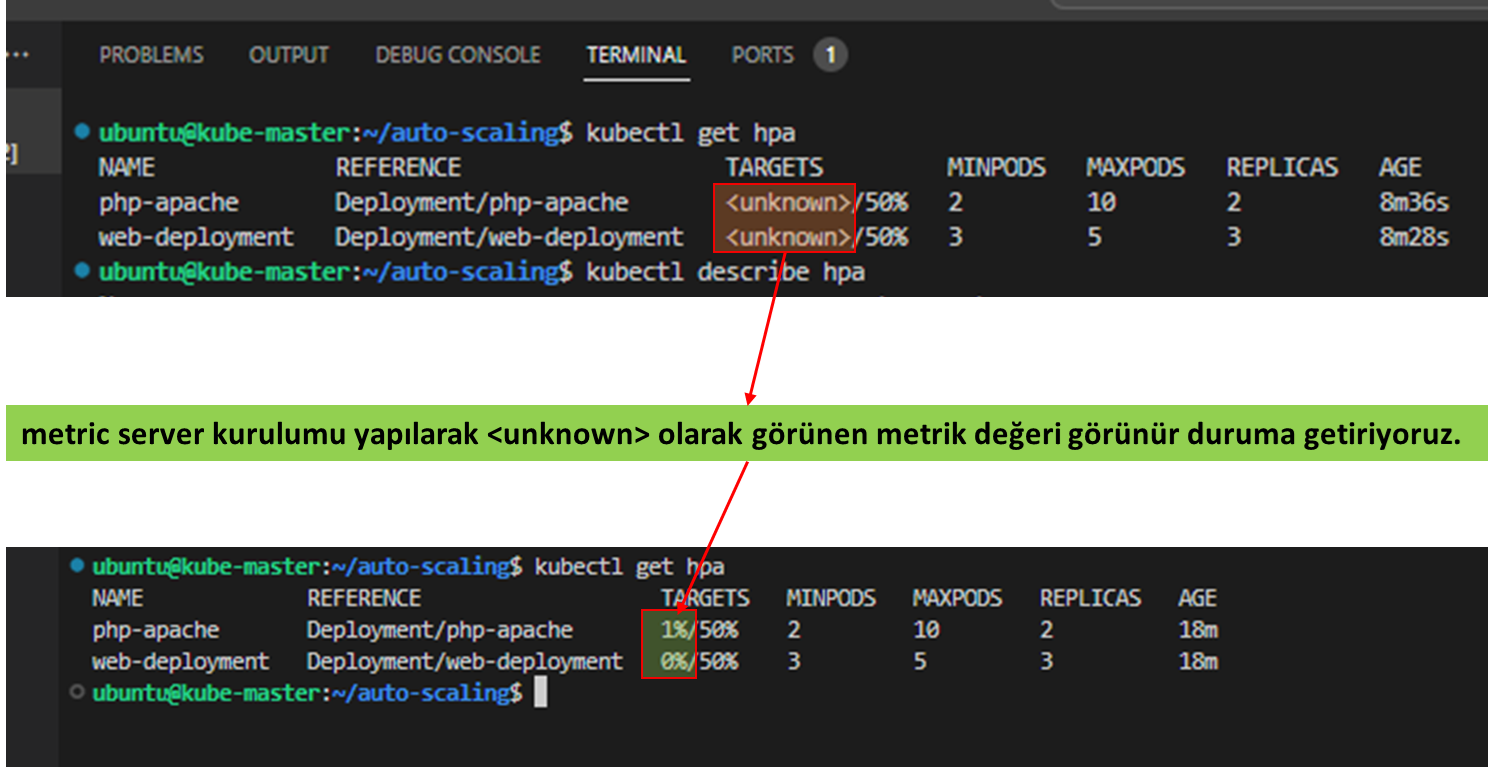 PROBLEMS OUTPUT DEBUG CONSOLE TERMINAL PORTS 1
ubuntu@kube-master:~/auto-scaling$ kubectl get hpa
NAME REFERENCE TARGETS MINPODS MAXPODS REPLICAS AGE
php-apache Deployment/php-apache <unknown>/50% 2 10 2 8m36s
web-deployment Deployment/web-deployment <unknown>/50% 3 5 3 8m28s
ubuntu@kube-master:~/auto-scaling$ kubectl describe hpa
metric server kurulumu yapılarak <unknown> olarak görünen metrik değeri görünür duruma getiriyoruz.
ubuntu@kube-master:~/auto-scaling$ kubectl get hpa
NAME REFERENCE TARGETS MINPODS MAXPODS REPLICAS AGE
php-apache Deployment/php-apache 1%/50% 2 10 2 18m
web-deployment Deployment/web-deployment 0%/50% 3 5 3 18m
ubuntu@kube-master:~/auto-scaling$